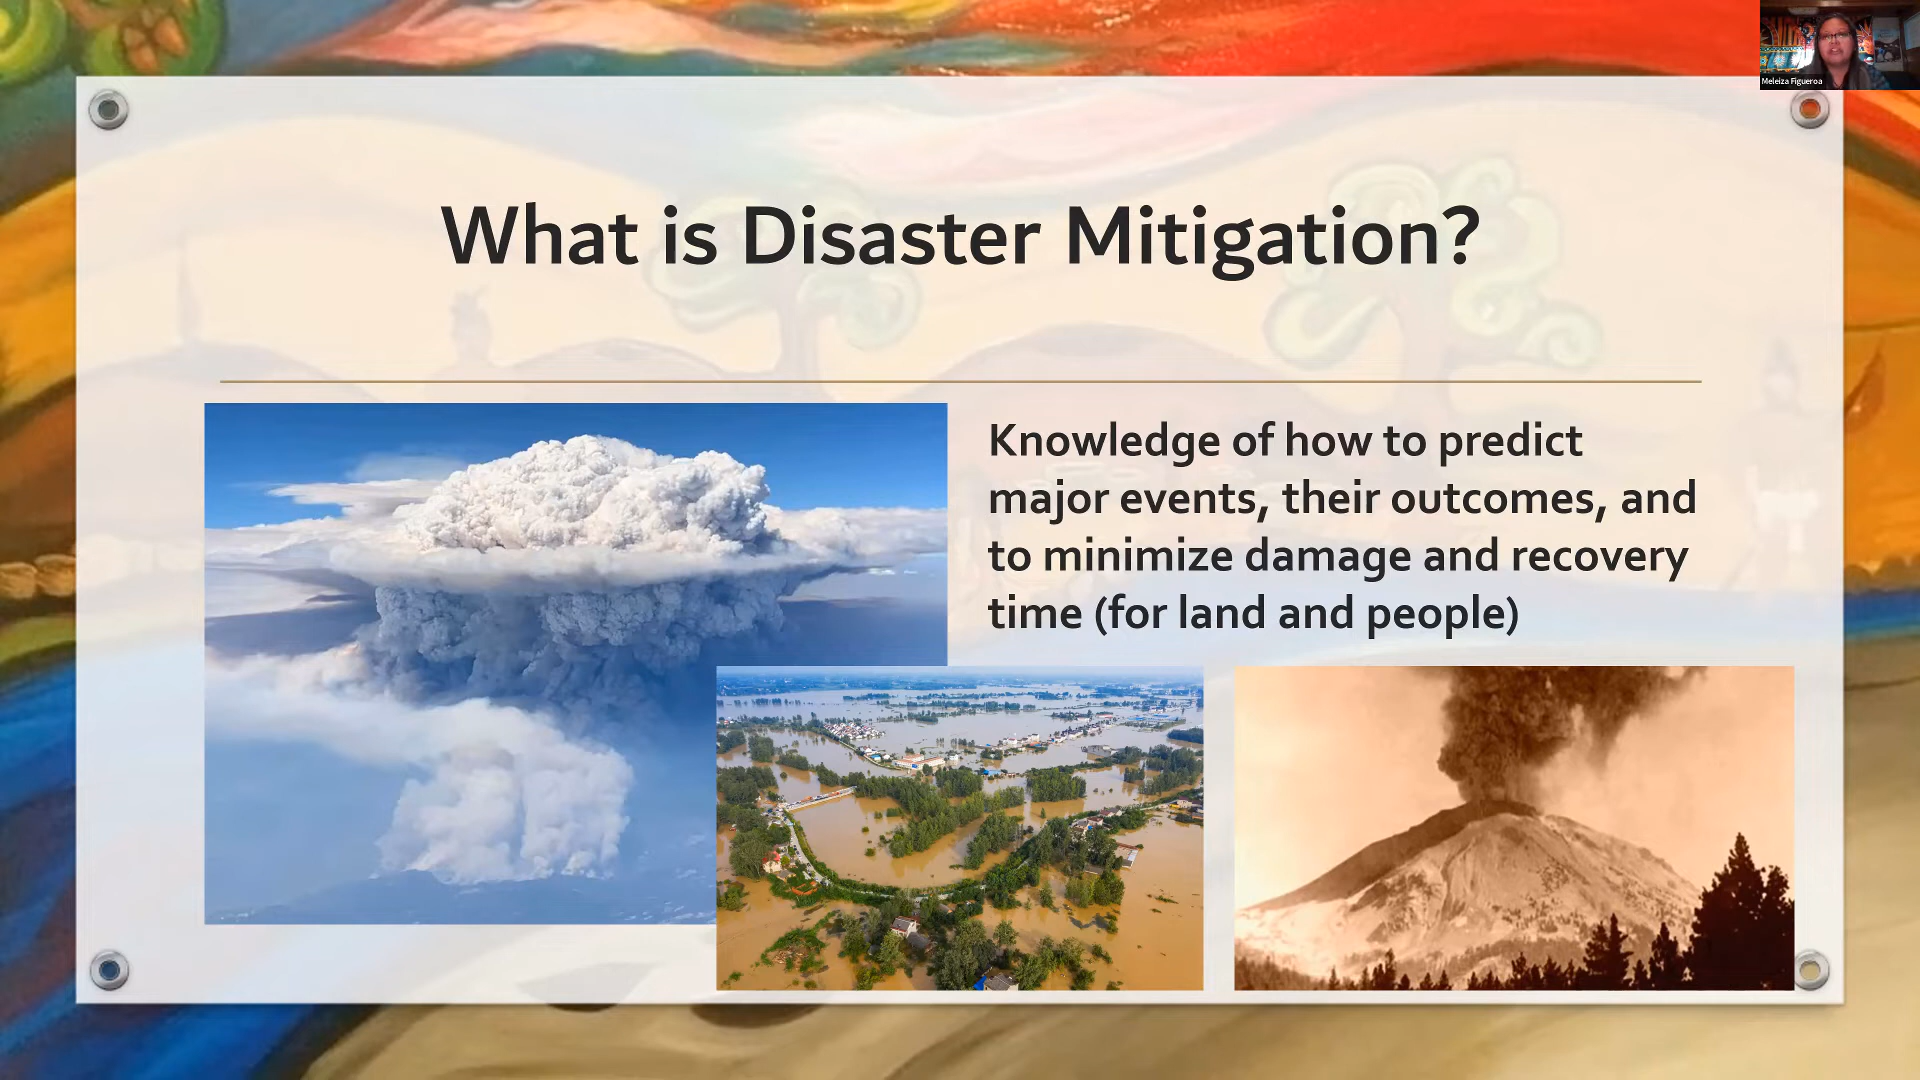 Meleiza Figueroa
What is Disaster Mitigation?
Knowledge of how to predict
major events, their outcomes, and
to minimize damage and recovery
time (for land and people)